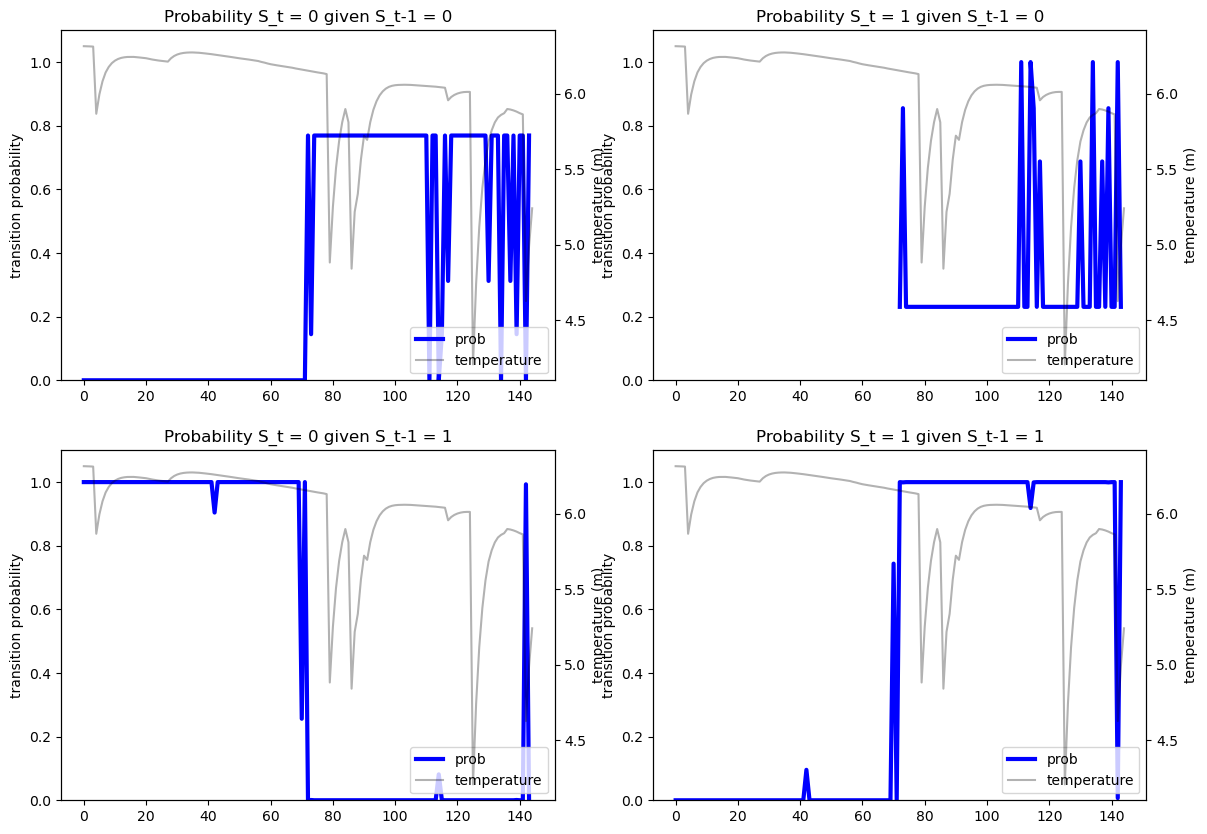 Probability S_t = 0 given S_t-1 = 0
transition probability
1.0
0.8
0.6
0.4
0.2
0.0
0 20 40 60 80 100 120 140
6.0
5.5
5.0
4.5
temperature (m)
prob
temperature
Probability S_t = 1 given S_t-1 = 0
transition probability
1.0
0.8
0.6
0.4
0.2
0.0
0 20 40 60 80 100 120 140
6.0
5.5
5.0
4.5
temperature (m)
prob
temperature
Probability S_t = 0 given S_t-1 = 1
transition probability
1.0
0.8
0.6
0.4
0.2
0.0
0 20 40 60 80 100 120 140
6.0
5.5
5.0
4.5
temperature (m)
prob
temperature
Probability S_t = 1 given S_t-1 = 1
transition probability
1.0
0.8
0.6
0.4
0.2
0.0
0 20 40 60 80 100 120 140
6.0
5.5
5.0
4.5
temperature (m)
prob
temperature